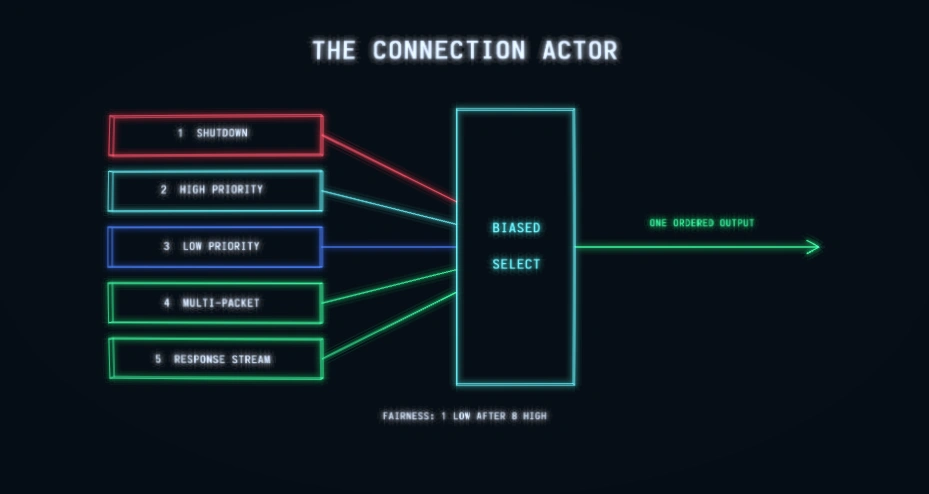 THE CONNECTION ACTOR
1 SHUTDOWN
2 HIGH PRIORITY
3 LOW PRIORITY
4 MULTI-PACKET
5 RESPONSE STREAM
BIASED
SELECT
ONE ORDERED OUTPUT
FAIRNESS: 1 LOW AFTER 8 HIGH